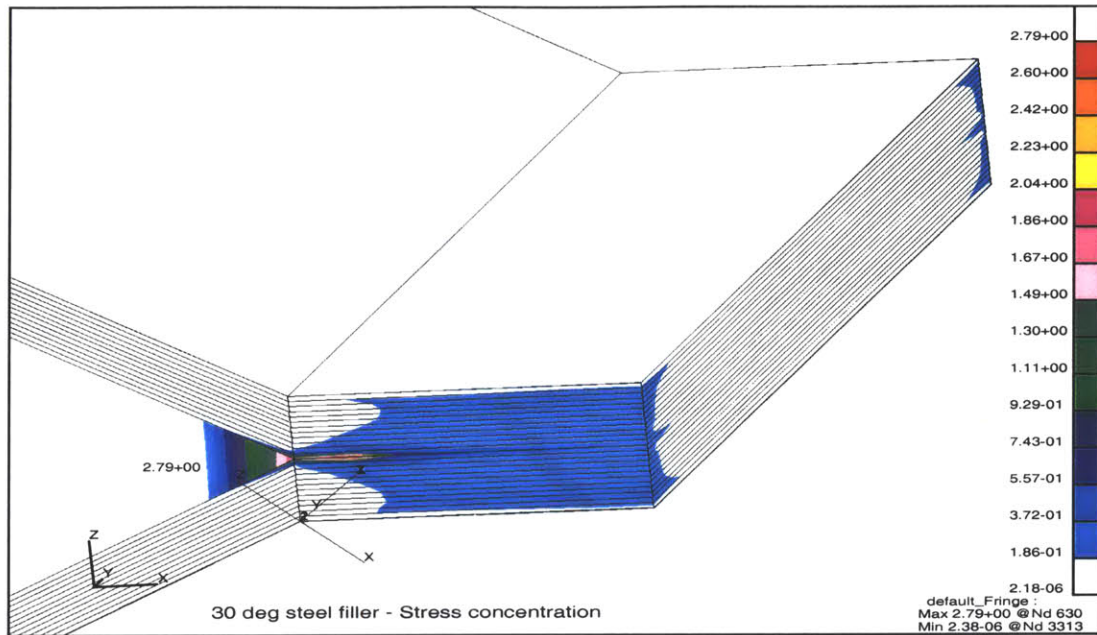 2.79+00
2.60+00
2.42+00
2.23+00
2.04+00
1.86+00
1.67+00
1.49+00
1.30+00
1.11+00
9.29-01
7.43-01
5.57-01
3.72-01
1.86-01
2.18-06
2.79+00
Z
X
Y
X
Z
Y
X
30 deg steel filler - Stress concentration
default_Fringe :
Max 2.79+00 @Nd 630
Min 2.38-06 @Nd 3313